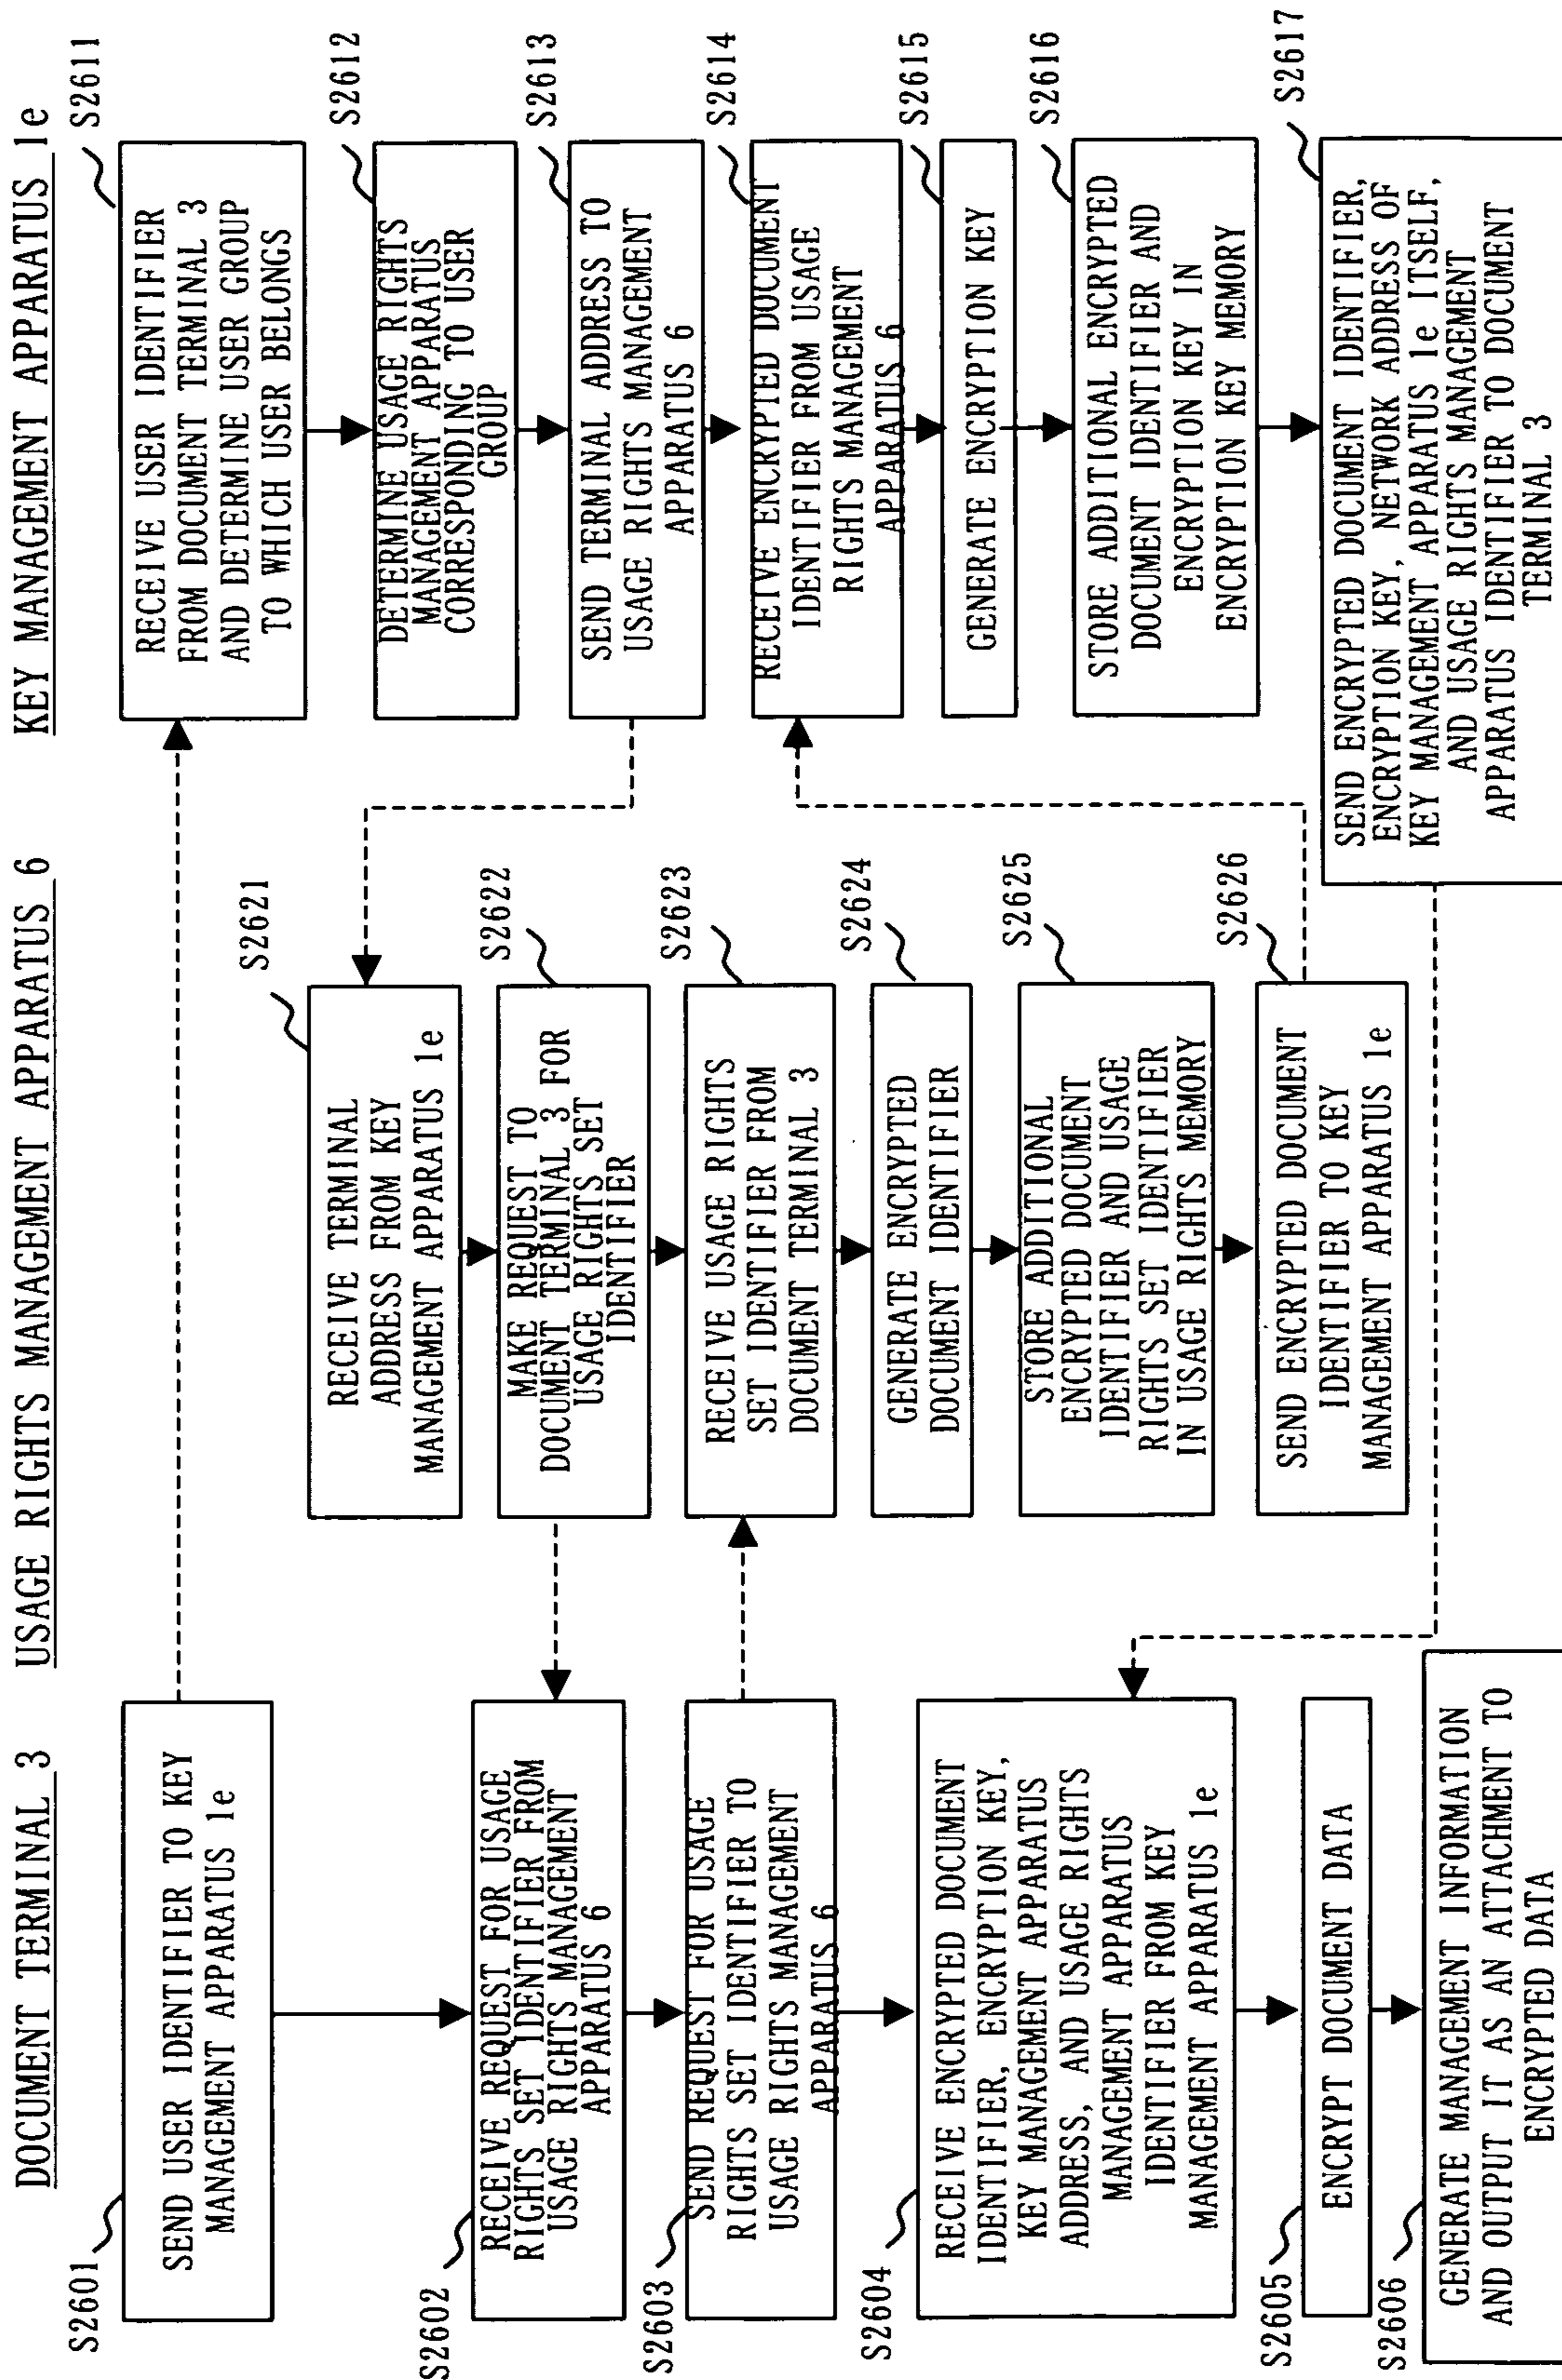 DOCUMENT TERMINAL 3
S2601
SEND USER IDENTIFIER TO KEY
MANAGEMENT APPARATUS 1e
S2602
RECEIVE REQUEST FOR USAGE
RIGHTS SET IDENTIFIER FROM
USAGE RIGHTS MANAGEMENT
APPARATUS 6
S2603
SEND REQUEST FOR USAGE
RIGHTS SET IDENTIFIER TO
USAGE RIGHTS MANAGEMENT
APPARATUS 6
S2604
RECEIVE ENCRYPTED DOCUMENT
IDENTIFIER, ENCRYPTION KEY,
KEY MANAGEMENT APPARATUS
ADDRESS, AND USAGE RIGHTS
MANAGEMENT APPARATUS
IDENTIFIER FROM KEY
MANAGEMENT APPARATUS 1e
S2605
ENCRYPT DOCUMENT DATA
S2606
GENERATE MANAGEMENT INFORMATION
AND OUTPUT IT AS AN ATTACHMENT TO
ENCRYPTED DATA
USAGE RIGHTS MANAGEMENT APPARATUS 6
S2621
RECEIVE TERMINAL
ADDRESS FROM KEY
MANAGEMENT APPARATUS 1e
S2622
MAKE REQUEST TO
DOCUMENT TERMINAL 3 FOR
USAGE RIGHTS SET
IDENTIFIER
S2623
RECEIVE USAGE RIGHTS
SET IDENTIFIER FROM
DOCUMENT TERMINAL 3
S2624
GENERATE ENCRYPTED
DOCUMENT IDENTIFIER
S2625
STORE ADDITIONAL
ENCRYPTED DOCUMENT
IDENTIFIER AND USAGE
RIGHTS SET IDENTIFIER
IN USAGE RIGHTS MEMORY
S2626
SEND ENCRYPTED DOCUMENT
IDENTIFIER TO KEY
MANAGEMENT APPARATUS 1e
KEY MANAGEMENT APPARATUS 1e
S2611
RECEIVE USER IDENTIFIER
FROM DOCUMENT TERMINAL 3
AND DETERMINE USER GROUP
TO WHICH USER BELONGS
S2612
DETERMINE USAGE RIGHTS
MANAGEMENT APPARATUS
CORRESPONDING TO USER
GROUP
S2613
SEND TERMINAL ADDRESS TO
USAGE RIGHTS MANAGEMENT
APPARATUS 6
S2614
RECEIVE ENCRYPTED DOCUMENT
IDENTIFIER FROM USAGE
RIGHTS MANAGEMENT
APPARATUS 6
S2615
GENERATE ENCRYPTION KEY
S2616
STORE ADDITIONAL ENCRYPTED
DOCUMENT IDENTIFIER AND
ENCRYPTION KEY IN
ENCRYPTION KEY MEMORY
S2617
SEND ENCRYPTED DOCUMENT IDENTIFIER,
ENCRYPTION KEY, NETWORK ADDRESS OF
KEY MANAGEMENT APPARATUS 1e ITSELF,
AND USAGE RIGHTS MANAGEMENT
APPARATUS IDENTIFIER TO DOCUMENT
TERMINAL 3